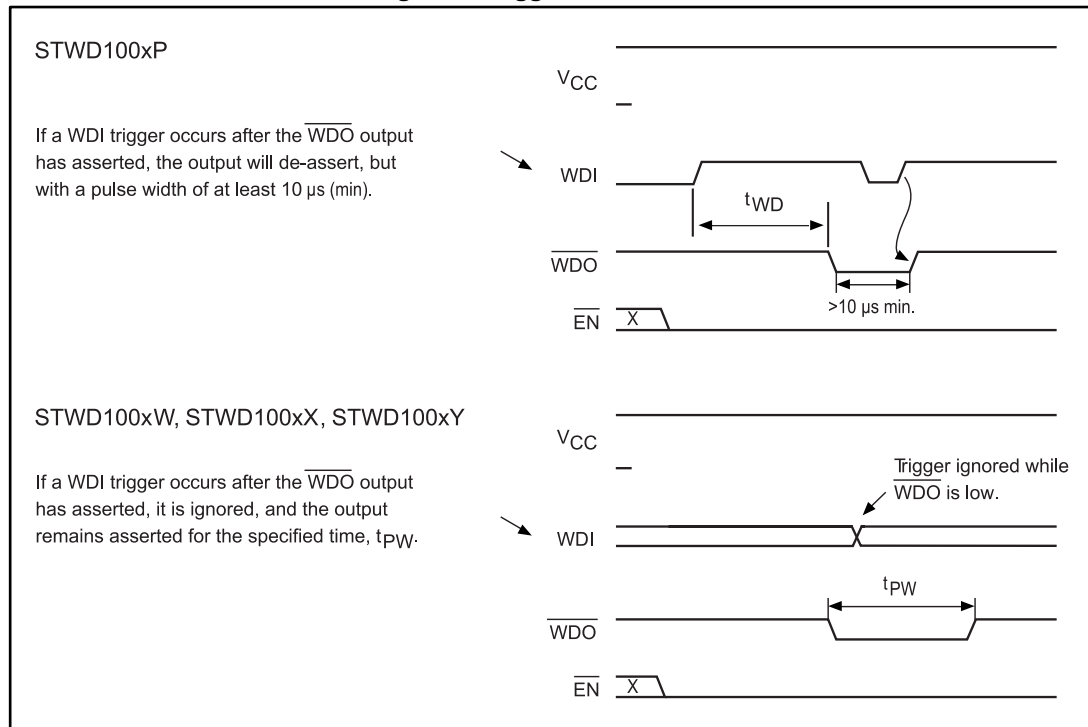 STWD100xP
If a WDI trigger occurs after the WDO output
has asserted, the output will de-assert, but
with a pulse width of at least 10 µs (min).
VCC
WDI
tWD
WDO
>10 µs min.
EN
X
STWD100xW, STWD100xX, STWD100xY
If a WDI trigger occurs after the WDO output
has asserted, it is ignored, and the output
remains asserted for the specified time, tPW.
VCC
Trigger ignored while
WDO is low.
WDI
tPW
WDO
EN
X